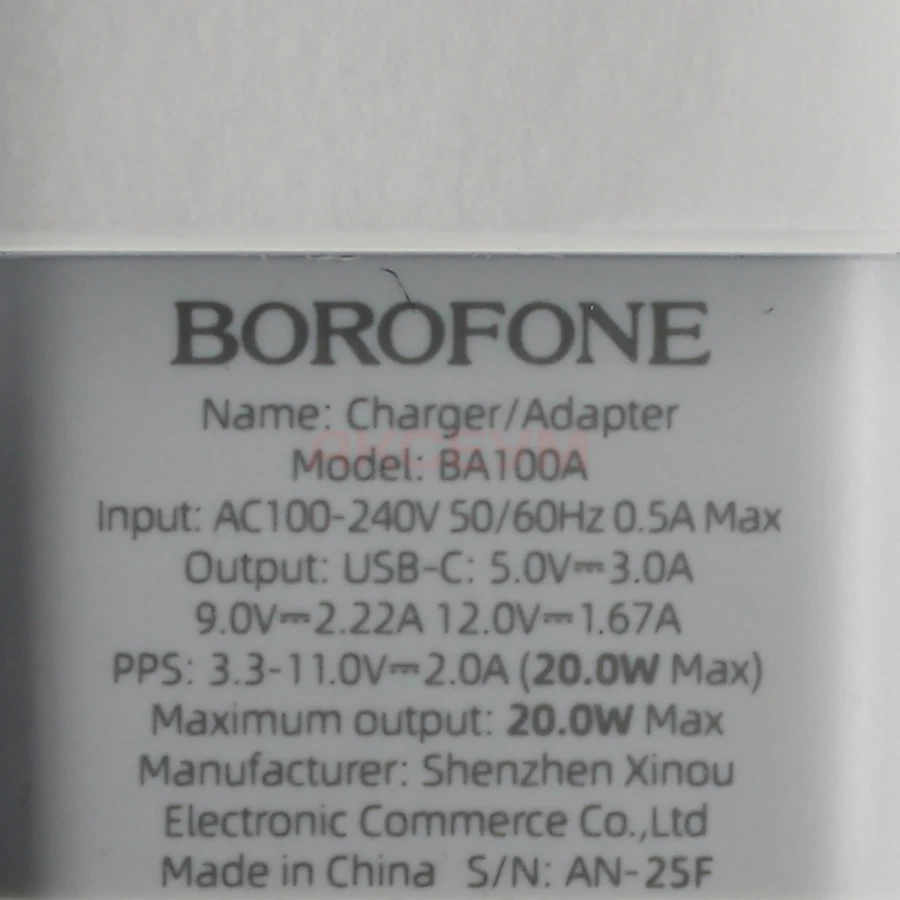 BOROFONE
Name: Charger/Adapter
Model: BA100A
Input: AC100-240V 50/60Hz 0.5A Max
Output: USB-C: 5.0V⎓3.0A
9.0V⎓2.22A 12.0V⎓1.67A
PPS: 3.3-11.0V⎓2.0A (20.0W Max)
Maximum output: 20.0W Max
Manufacturer: Shenzhen Xinou
Electronic Commerce Co.,Ltd
Made in China S/N: AN-25F